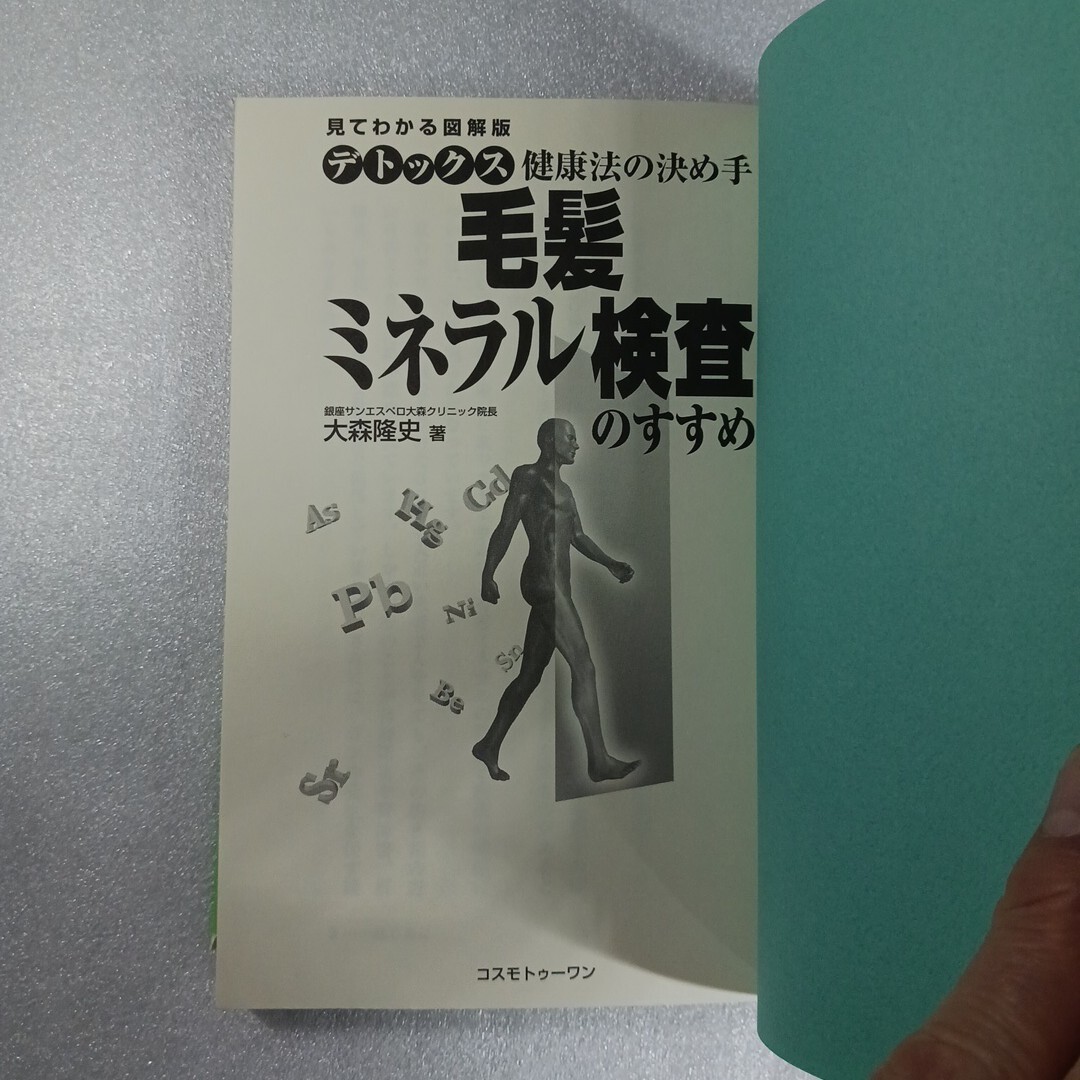 見てわかる図解版
デトックス健康法の決め手
毛髪
ミネラル検査
のすすめ
銀座サンエスペロ大森クリニック院長
大森隆史 著
As
Hg
Cd
Pb
Ni
Sn
Be
Sr
コスモトゥーワン